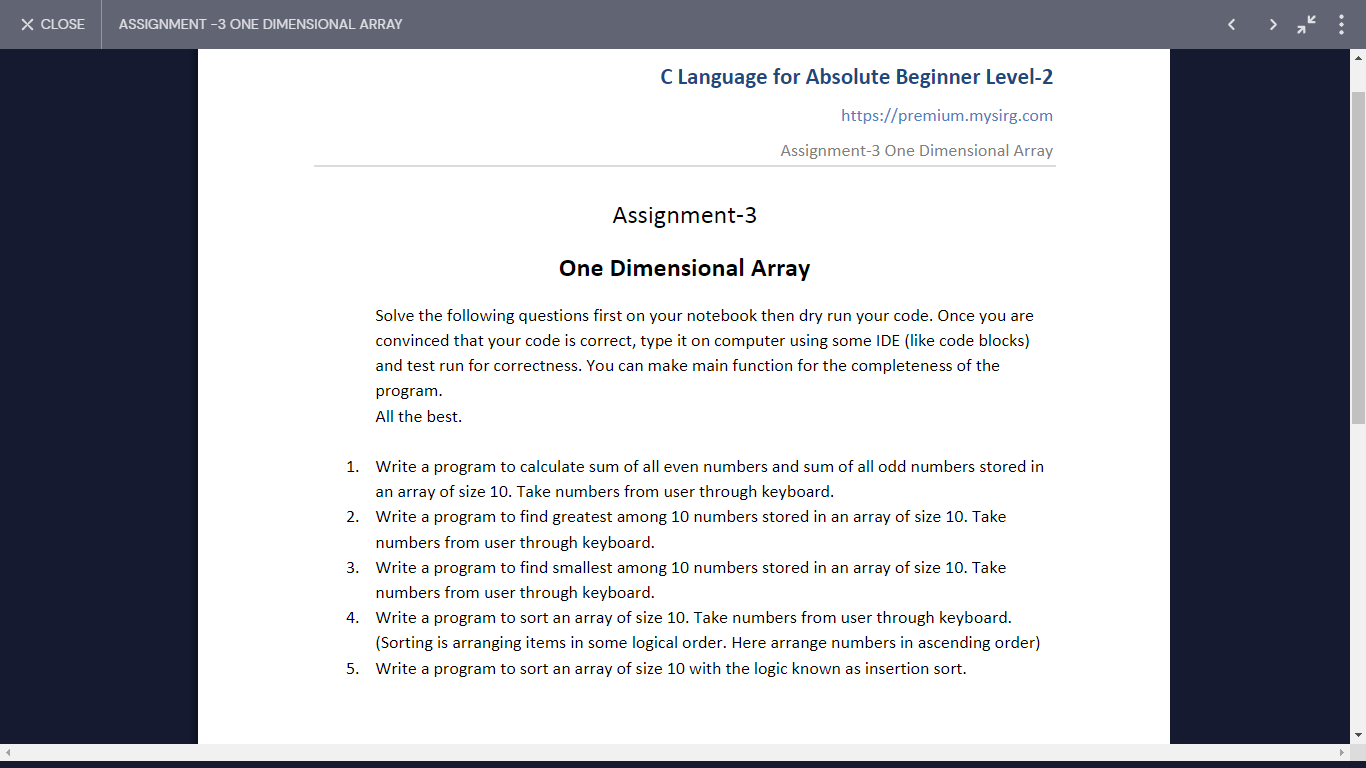 CLOSE
ASSIGNMENT -3 ONE DIMENSIONAL ARRAY
C Language for Absolute Beginner Level-2
https://premium.mysirg.com
Assignment-3 One Dimensional Array
Assignment-3
One Dimensional Array
Solve the following questions first on your notebook then dry run your code. Once you are
convinced that your code is correct, type it on computer using some IDE (like code blocks)
and test run for correctness. You can make main function for the completeness of the
program.
All the best.
1. Write a program to calculate sum of all even numbers and sum of all odd numbers stored in
an array of size 10. Take numbers from user through keyboard.
2. Write a program to find greatest among 10 numbers stored in an array of size 10. Take
numbers from user through keyboard.
3. Write a program to find smallest among 10 numbers stored in an array of size 10. Take
numbers from user through keyboard.
4. Write a program to sort an array of size 10. Take numbers from user through keyboard.
(Sorting is arranging items in some logical order. Here arrange numbers in ascending order)
5. Write a program to sort an array of size 10 with the logic known as insertion sort.